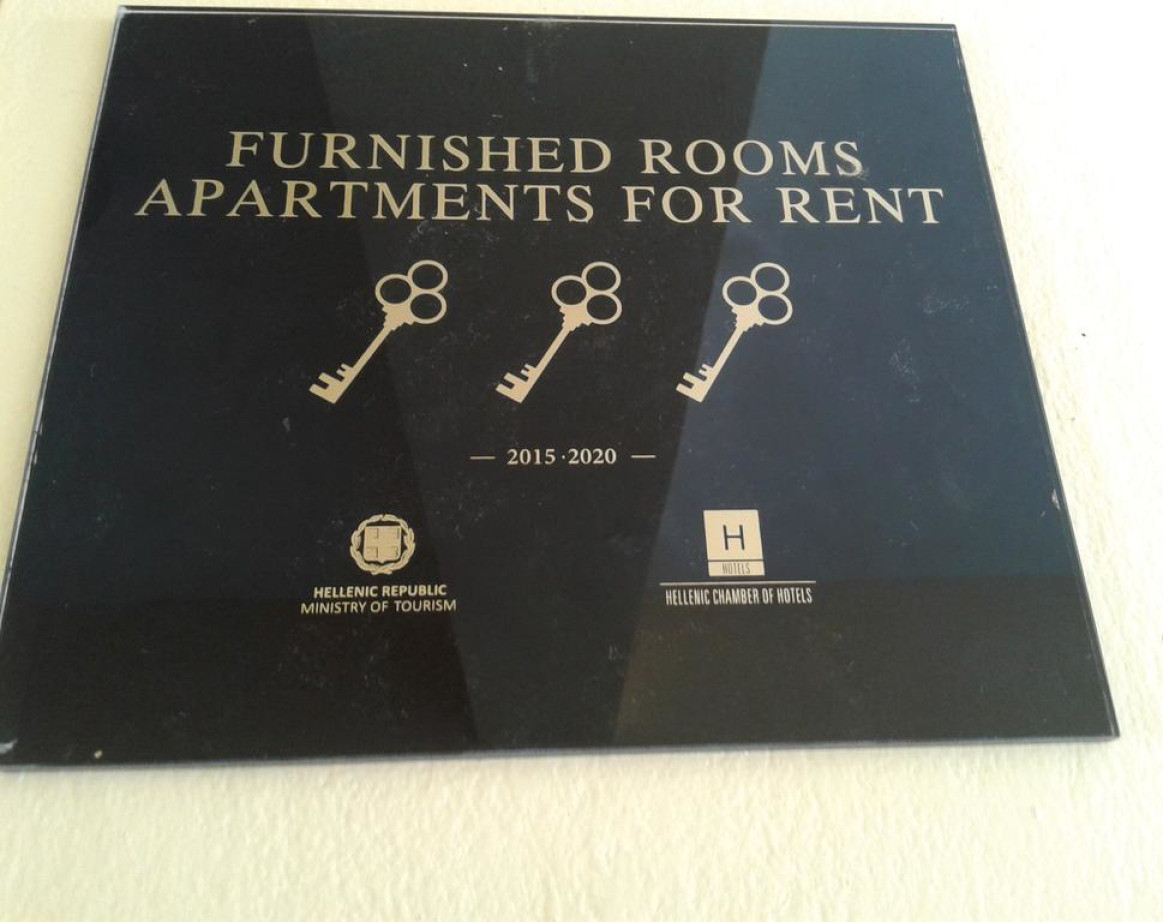 FURNISHED ROOMS
APARTMENTS FOR RENT
— 2015·2020 —
HELLENIC REPUBLIC
MINISTRY OF TOURISM
H
HOTELS
HELLENIC CHAMBER OF HOTELS